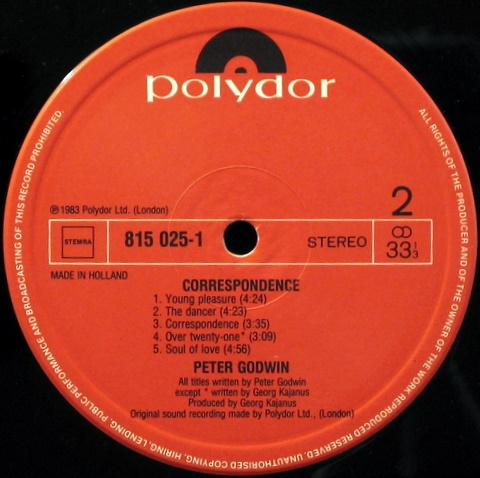 polydor
℗ 1983 Polydor Ltd. (London)
2
STEMRA
815 025-1
STEREO
33 1/3
MADE IN HOLLAND
CORRESPONDENCE
1. Young pleasure (4:24)
2. The dancer (4:23)
3. Correspondence (3:35)
4. Over twenty-one* (3:09)
5. Soul of love (4:56)
PETER GODWIN
All titles written by Peter Godwin
except * written by Georg Kajanus
Produced by Georg Kajanus
Original sound recording made by Polydor Ltd., (London)
ALL RIGHTS OF THE PRODUCER AND OF THE OWNER OF THE WORK REPRODUCED RESERVED. UNAUTHORISED COPYING, HIRING, LENDING, PUBLIC PERFORMANCE AND BROADCASTING OF THIS RECORD PROHIBITED.